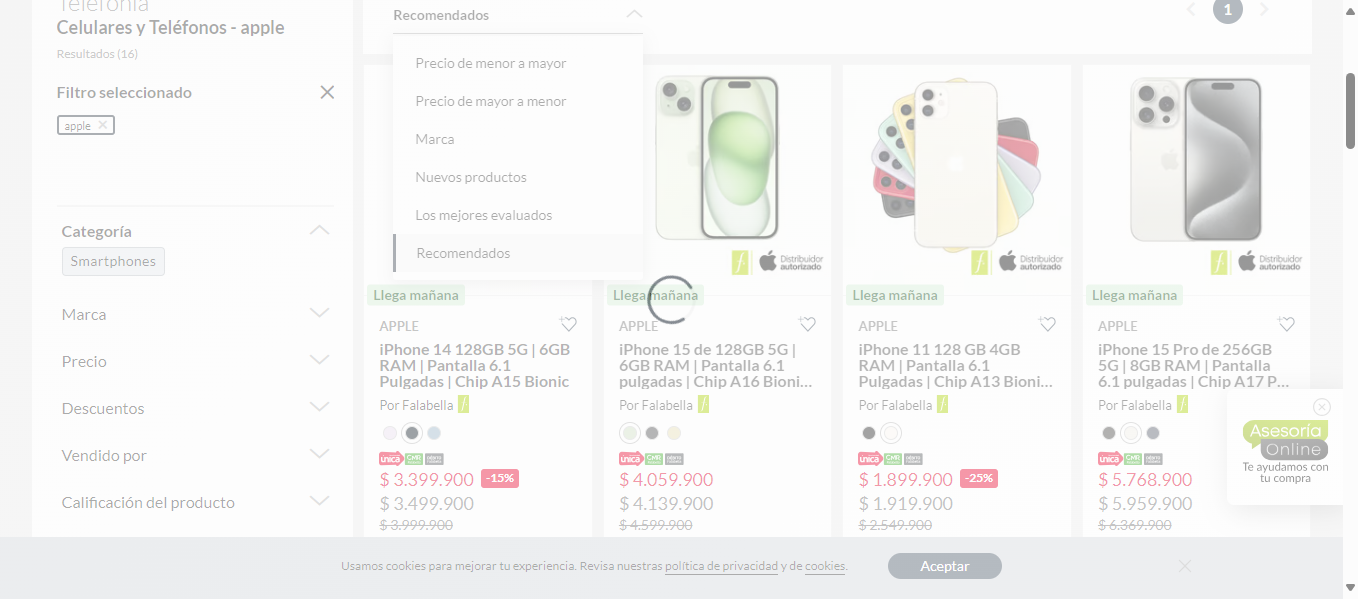 Telefonía
Celulares y Teléfonos - apple
Resultados (16)
Filtro seleccionado
apple
Categoría
Smartphones
Marca
Precio
Descuentos
Vendido por
Calificación del producto
Recomendados
Precio de menor a mayor
Precio de mayor a menor
Marca
Nuevos productos
Los mejores evaluados
Recomendados
1
Llega mañana
APPLE
iPhone 14 128GB 5G | 6GB
RAM | Pantalla 6.1
Pulgadas | Chip A15 Bionic
Por Falabella
única CMR
$ 3.399.900 -15%
$ 3.499.900
$ 3.999.900
Distribuidor
autorizado
Llega mañana
APPLE
iPhone 15 de 128GB 5G |
6GB RAM | Pantalla 6.1
pulgadas | Chip A16 Bioni...
Por Falabella
única CMR
$ 4.059.900
$ 4.139.900
$ 4.599.900
Distribuidor
autorizado
Llega mañana
APPLE
iPhone 11 128 GB 4GB
RAM | Pantalla 6.1
Pulgadas | Chip A13 Bioni...
Por Falabella
única CMR
$ 1.899.900 -25%
$ 1.919.900
$ 2.549.900
Distribuidor
autorizado
Llega mañana
APPLE
iPhone 15 Pro de 256GB
5G | 8GB RAM | Pantalla
6.1 pulgadas | Chip A17 P...
Por Falabella
única CMR
$ 5.768.900
$ 5.959.900
$ 6.369.900
Asesoría
Online
Te ayudamos con
tu compra
Usamos cookies para mejorar tu experiencia. Revisa nuestras política de privacidad y de cookies.
Aceptar